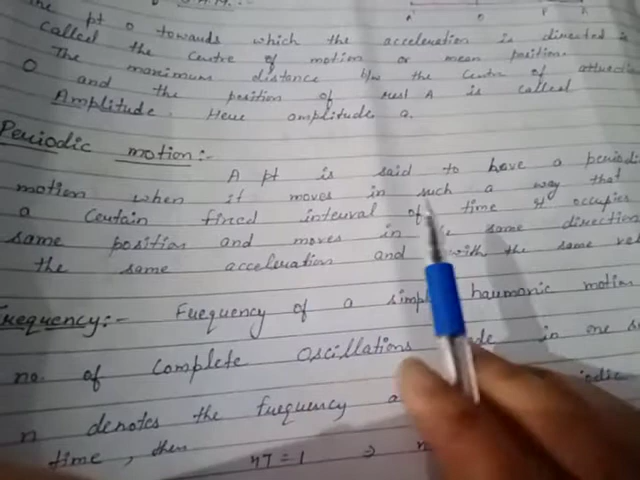 the pt O towards which the acceleration is directed is
called the centre of motion or mean position.
The maximum distance b/w the centre of attraction
O and the position of rest A is called
Amplitude. Here amplitude a.
Periodic motion:-
A pt is said to have a periodi
motion when it moves in such a way that
a certain fixed interval of time it occupies
same position and moves in same direction
the same acceleration and with the same vel
Frequency:- Frequency of a simple harmonic motion
no. of complete oscillations in one
n denotes the frequency
time, then
nT = 1 ⇒ n